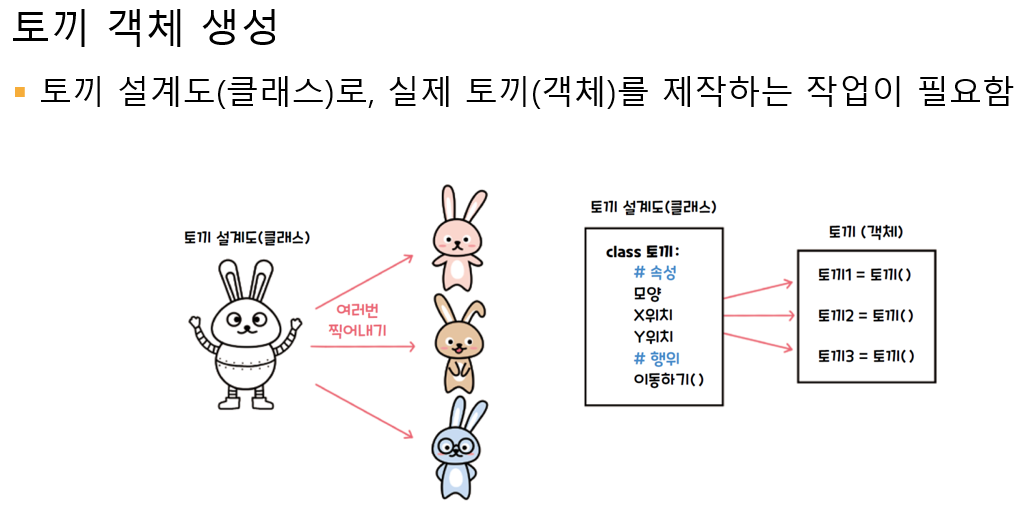 토끼 객체 생성
토끼 설계도(클래스)로, 실제 토끼(객체)를 제작하는 작업이 필요함
토끼 설계도(클래스)
여러번
찍어내기
토끼 설계도(클래스)
class 토끼:
# 속성
모양
X위치
Y위치
# 행위
이동하기( )
토끼 (객체)
토끼1 = 토끼( )
토끼2 = 토끼( )
토끼3 = 토끼( )